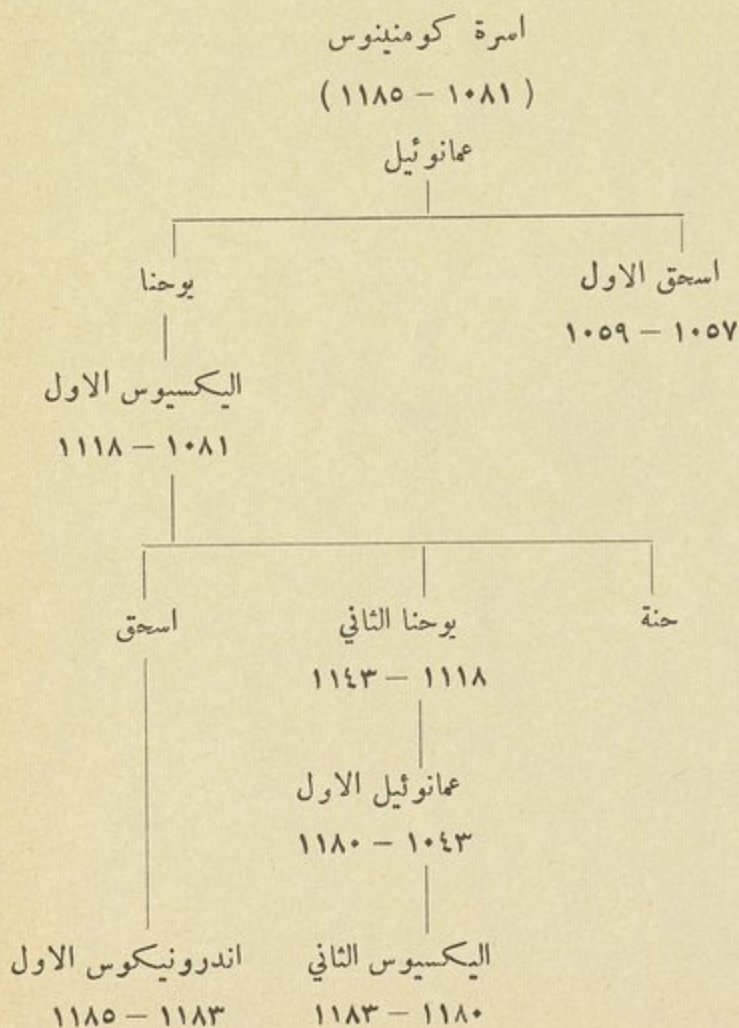 اسرة كومنينوس
( ١٠٨١ – ١١٨٥ )
عمانوئيل
اسحق الاول
١٠٥٧ – ١٠٥٩
يوحنا
اليكسيوس الاول
١٠٨١ – ١١١٨
حنة
يوحنا الثاني
١١١٨ – ١١٤٣
اسحق
عمانوئيل الاول
١٠٤٣ – ١١٨٠
اليكسيوس الثاني
١١٨٠ – ١١٨٣
اندرونيكوس الاول
١١٨٣ – ١١٨٥